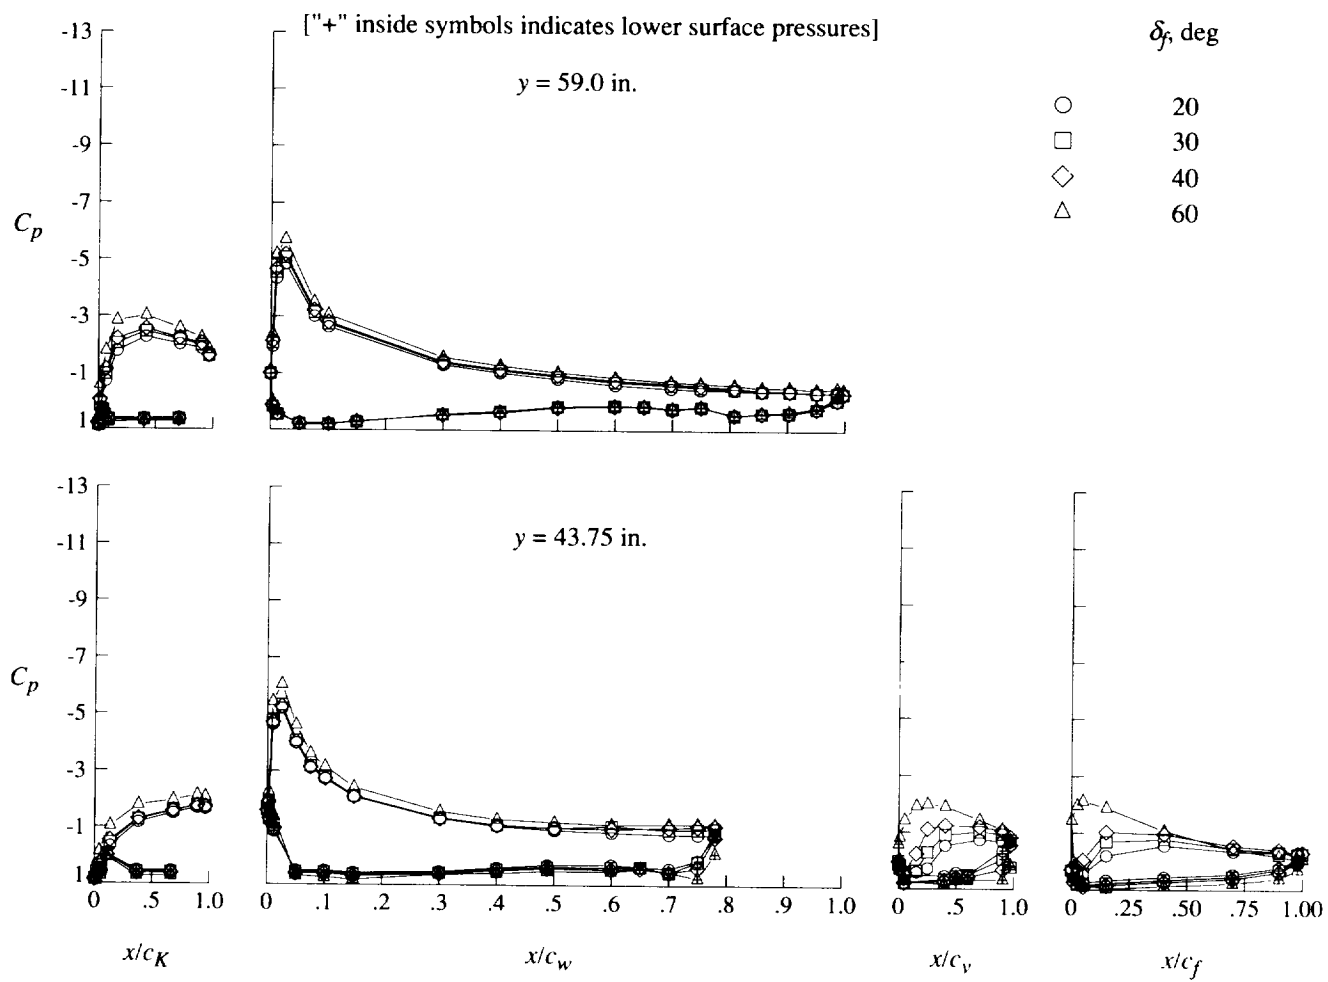 ["+" inside symbols indicates lower surface pressures]
δf, deg
y = 59.0 in.
20
30
40
60
-13
-11
-9
-7
-5
-3
-1
1
Cp
y = 43.75 in.
-13
-11
-9
-7
-5
-3
-1
1
Cp
0 .5 1.0
0 .1 .2 .3 .4 .5 .6 .7 .8 .9 1.0
0 .5 1.0
0 .25 .50 .75 1.00
x/cK
x/cw
x/cv
x/cf